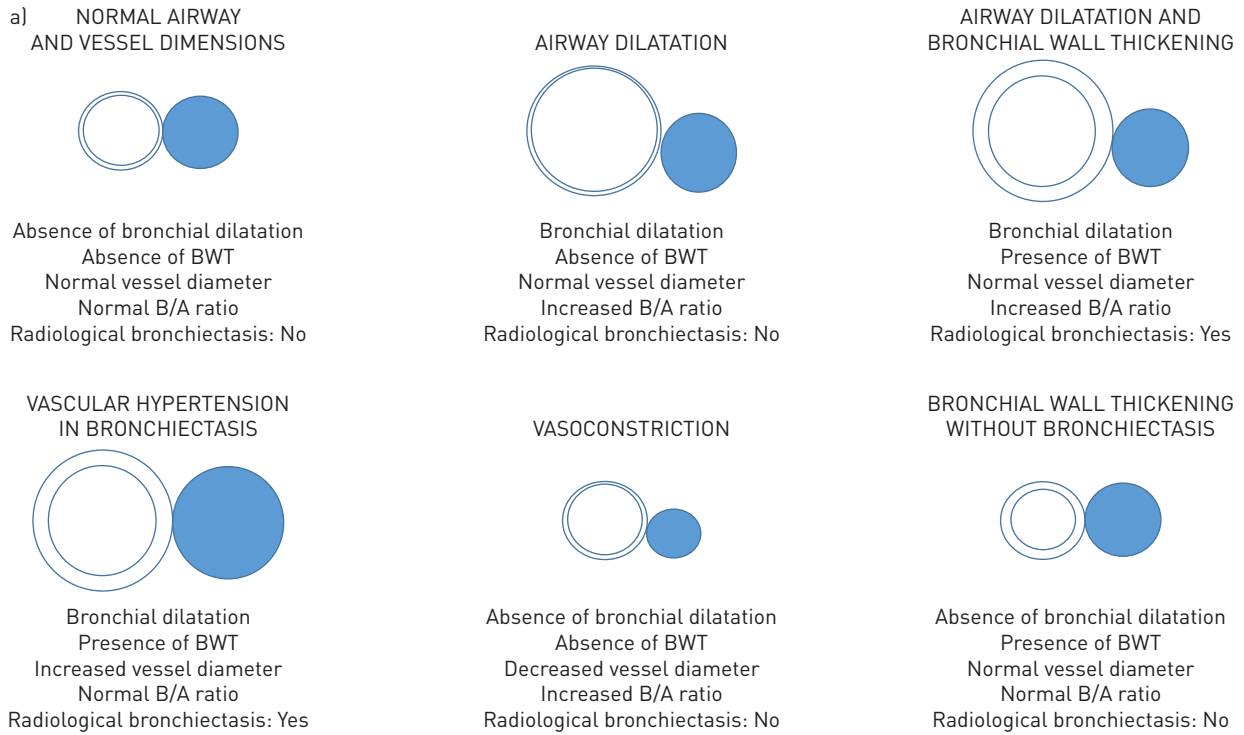 a)
NORMAL AIRWAY
AND VESSEL DIMENSIONS
Absence of bronchial dilatation
Absence of BWT
Normal vessel diameter
Normal B/A ratio
Radiological bronchiectasis: No
AIRWAY DILATATION
Bronchial dilatation
Absence of BWT
Normal vessel diameter
Increased B/A ratio
Radiological bronchiectasis: No
AIRWAY DILATATION AND
BRONCHIAL WALL THICKENING
Bronchial dilatation
Presence of BWT
Normal vessel diameter
Increased B/A ratio
Radiological bronchiectasis: Yes
VASCULAR HYPERTENSION
IN BRONCHIECTASIS
Bronchial dilatation
Presence of BWT
Increased vessel diameter
Normal B/A ratio
Radiological bronchiectasis: Yes
VASOCONSTRICTION
Absence of bronchial dilatation
Absence of BWT
Decreased vessel diameter
Increased B/A ratio
Radiological bronchiectasis: No
BRONCHIAL WALL THICKENING
WITHOUT BRONCHIECTASIS
Absence of bronchial dilatation
Presence of BWT
Normal vessel diameter
Normal B/A ratio
Radiological bronchiectasis: No